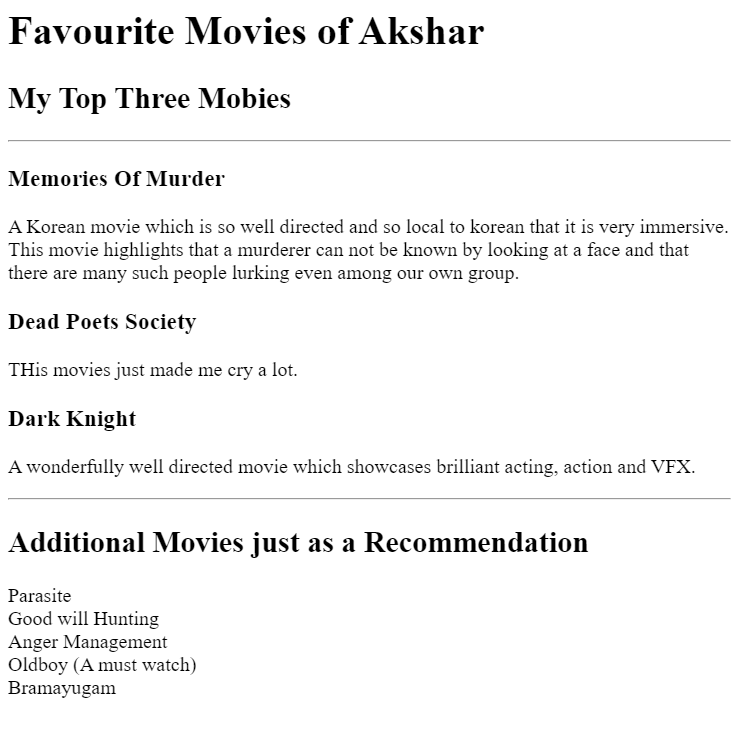 Favourite Movies of Akshar
My Top Three Mobies
Memories Of Murder
A Korean movie which is so well directed and so local to korean that it is very immersive.
This movie highlights that a murderer can not be known by looking at a face and that
there are many such people lurking even among our own group.
Dead Poets Society
THis movies just made me cry a lot.
Dark Knight
A wonderfully well directed movie which showcases brilliant acting, action and VFX.
Additional Movies just as a Recommendation
Parasite
Good will Hunting
Anger Management
Oldboy (A must watch)
Bramayugam